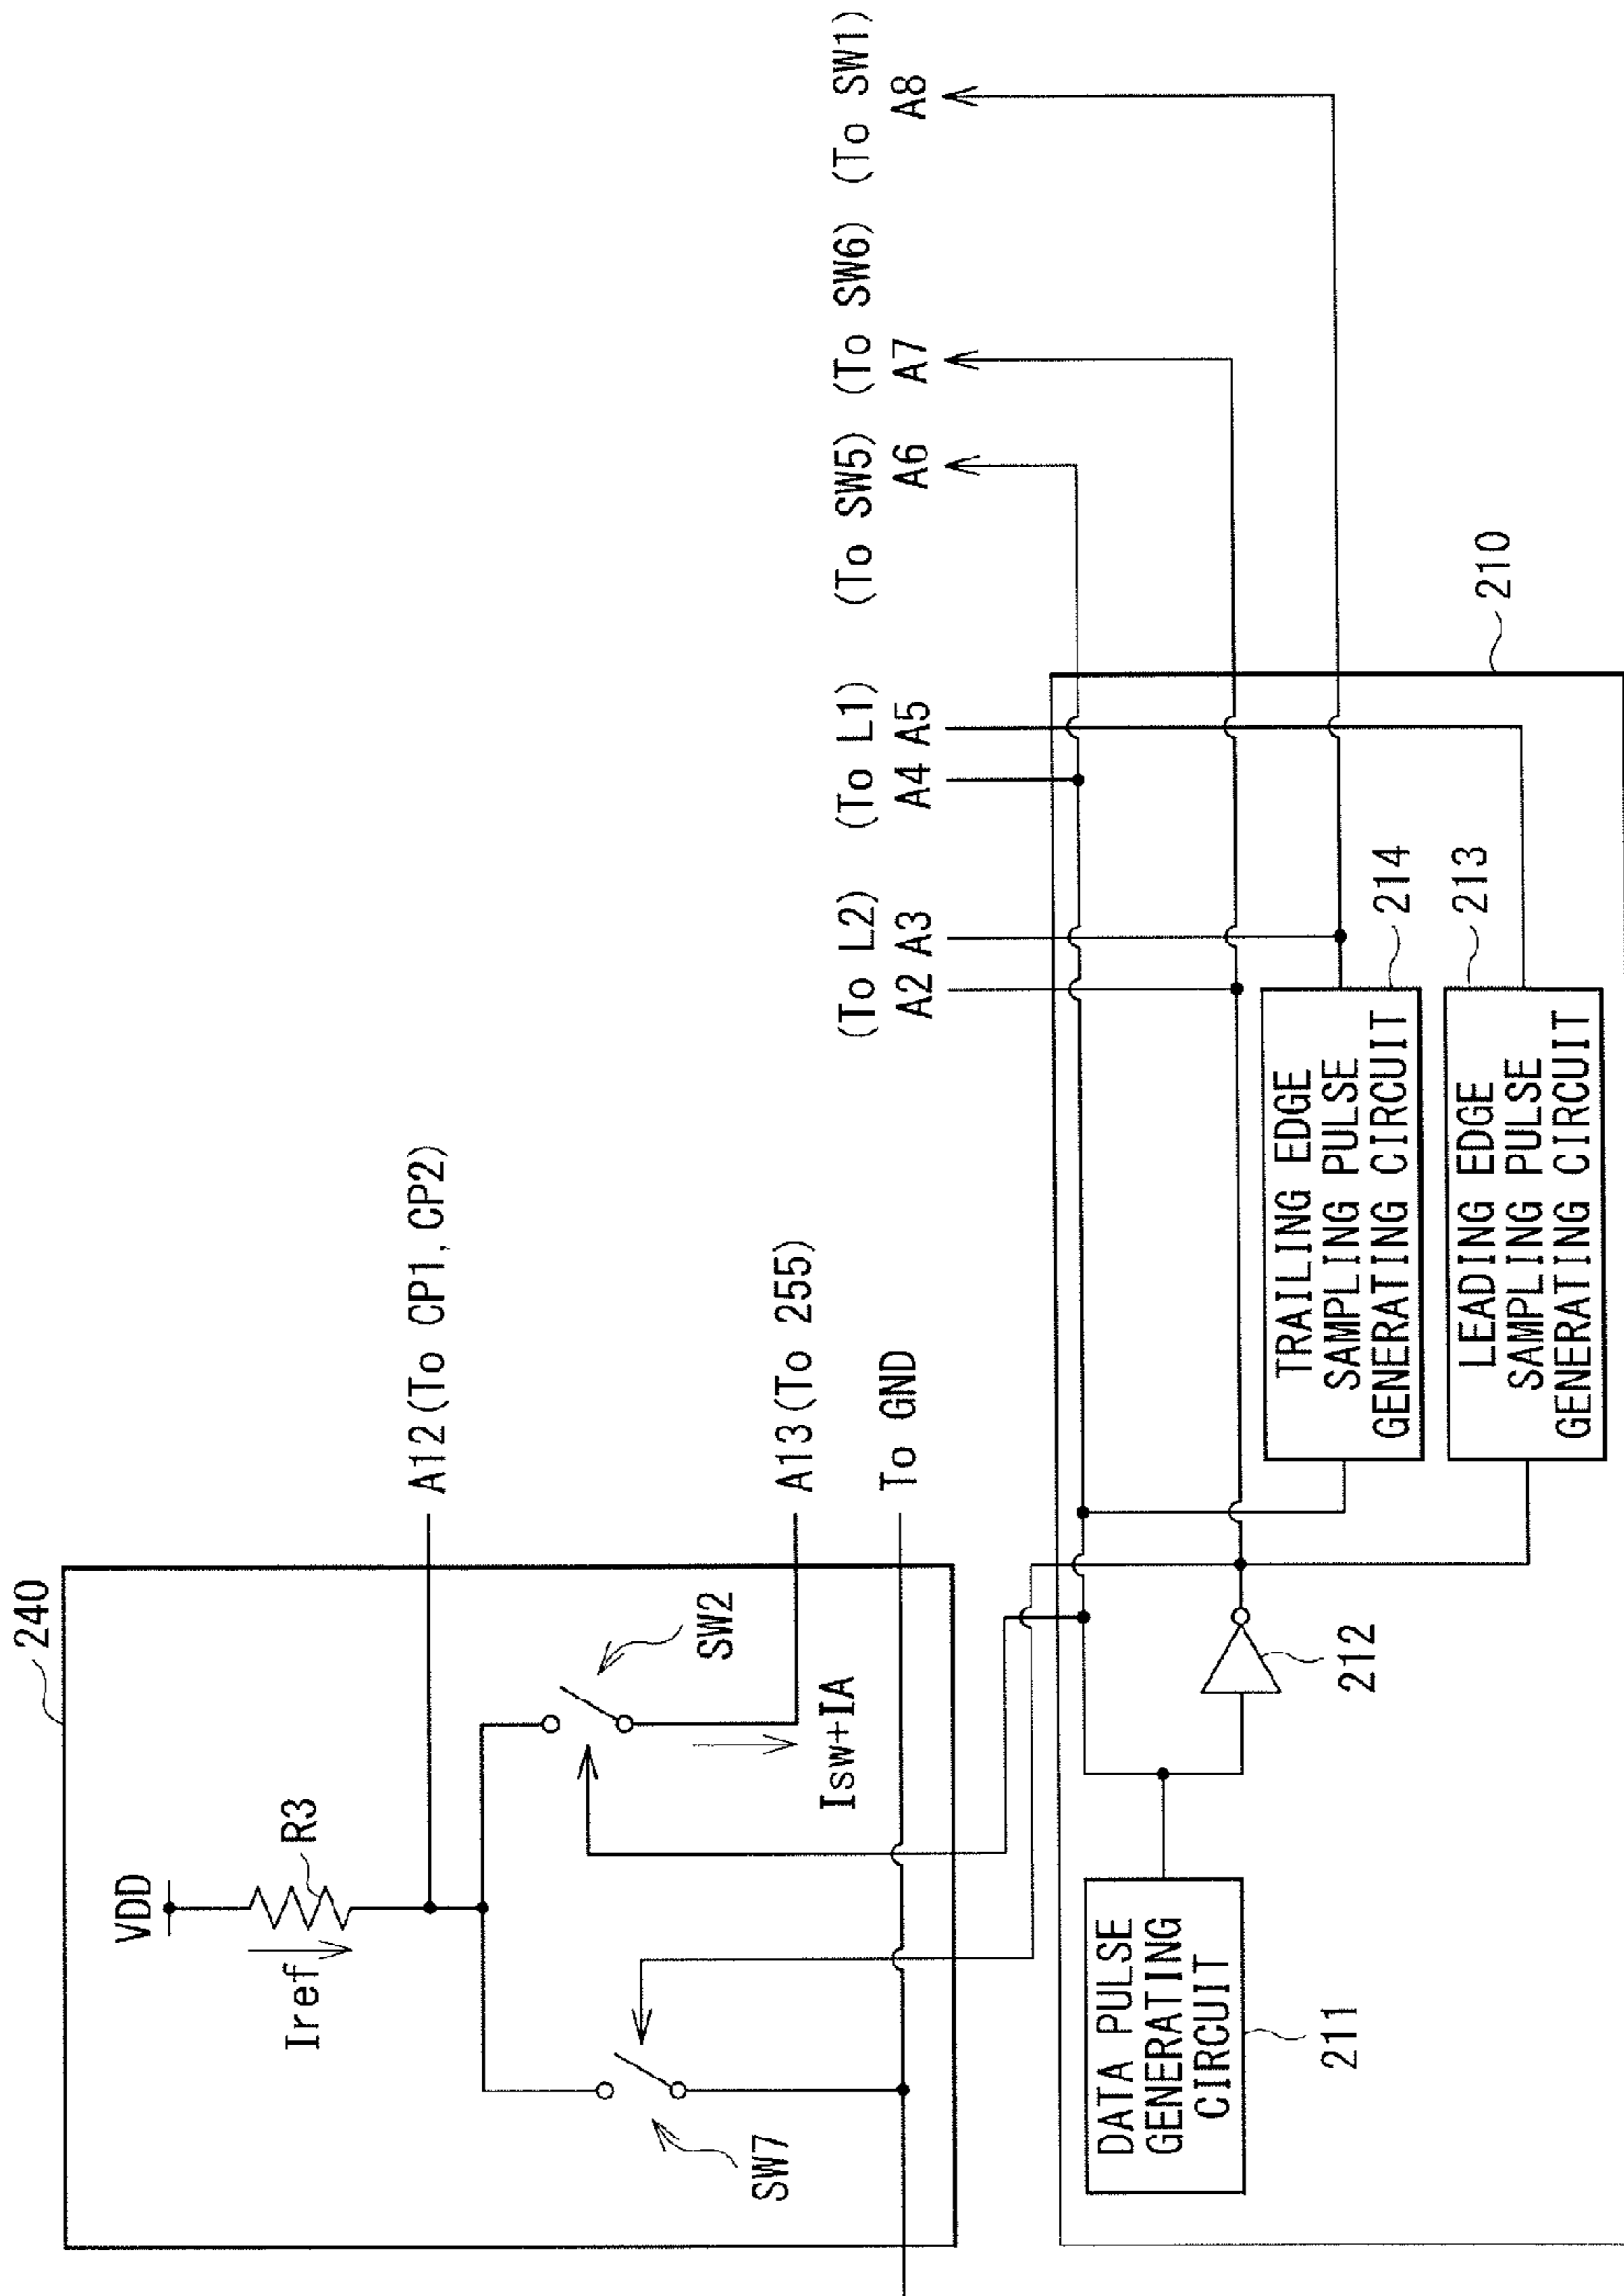 240
VDD
R3
Iref
A12(To CP1, CP2)
SW2
SW7
Isw+IA
A13(To 255)
To GND
(To L2)
A2 A3
(To L1)
A4 A5
(To SW5)
A6
(To SW6)
A7
(To SW1)
A8
210
DATA PULSE
GENERATING
CIRCUIT
211
212
TRAILING EDGE
SAMPLING PULSE
GENERATING CIRCUIT
214
LEADING EDGE
SAMPLING PULSE
GENERATING CIRCUIT
213